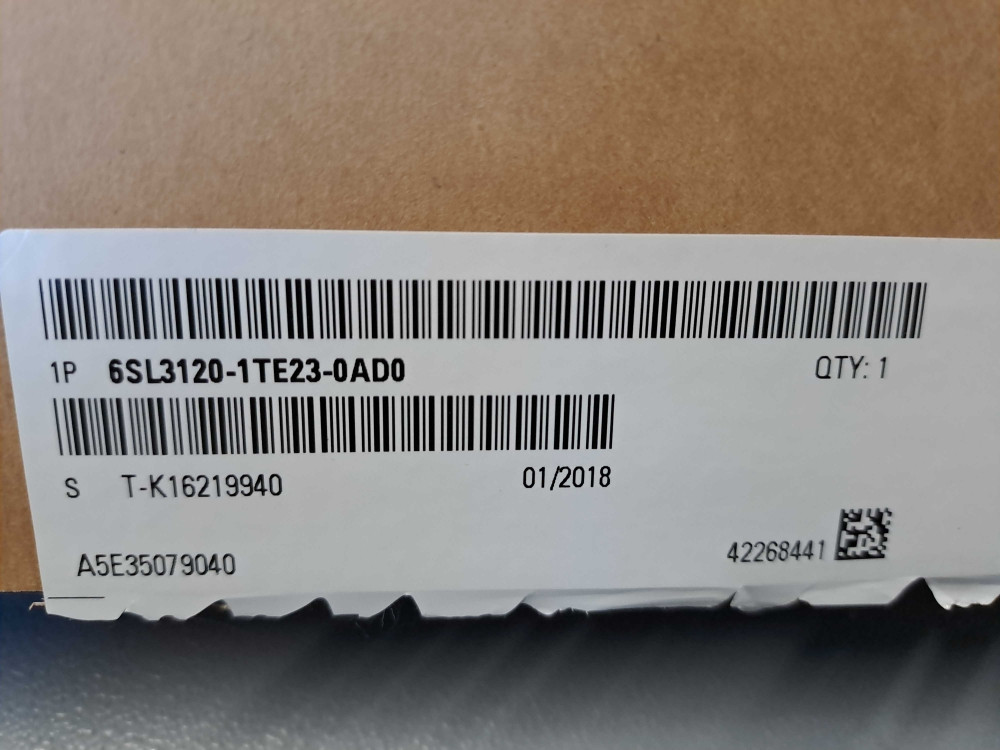 1P 6SL3120-1TE23-0AD0 QTY: 1
S T-K16219940 01/2018
A5E35079040 42268441